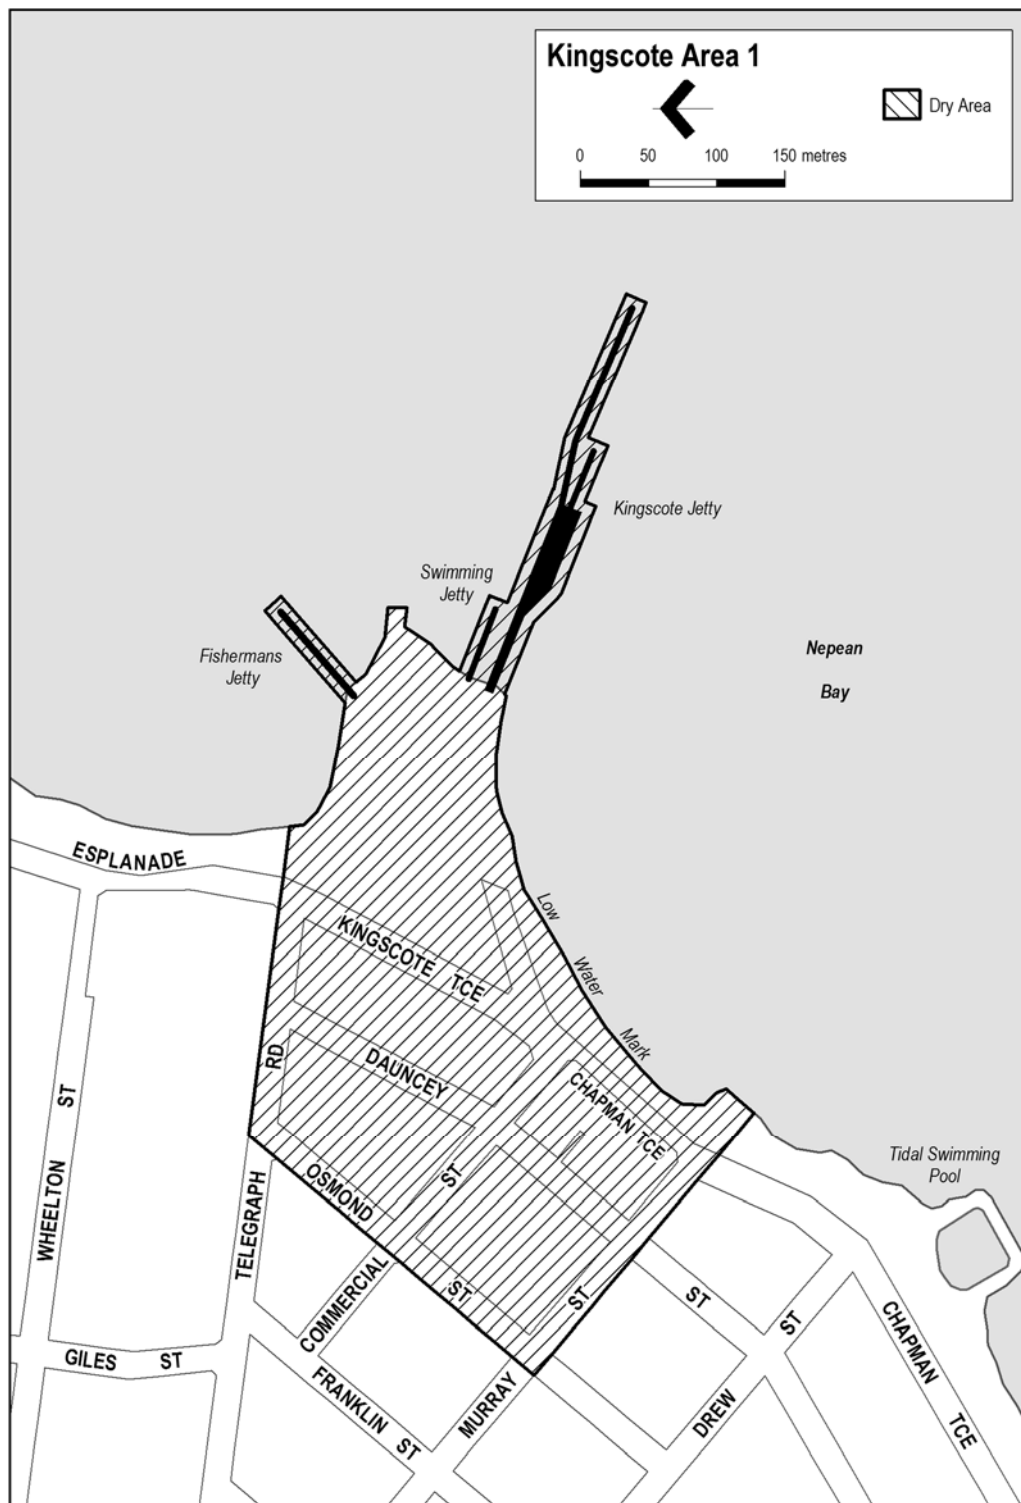 Kingscote Area 1
Dry Area
0 50 100 150 metres
Kingscote Jetty
Swimming
Jetty
Fishermans
Jetty
Nepean
Bay
ESPLANADE
Low
Water
Mark
KINGSCOTE TCE
RD
DAUNCEY
CHAPMAN TCE
ST
Tidal Swimming
Pool
WHEELTON
OSMOND
ST
TELEGRAPH
COMMERCIAL
ST
ST
ST
ST
CHAPMAN
TCE
GILES ST
FRANKLIN ST
MURRAY
DREW